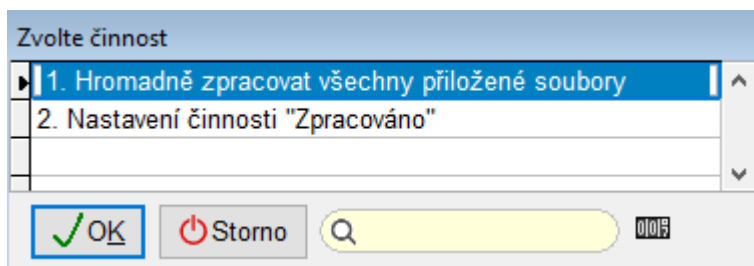 Zvolte činnost
1. Hromadně zpracovat všechny přiložené soubory
2. Nastavení činnosti "Zpracováno"
OK Storno